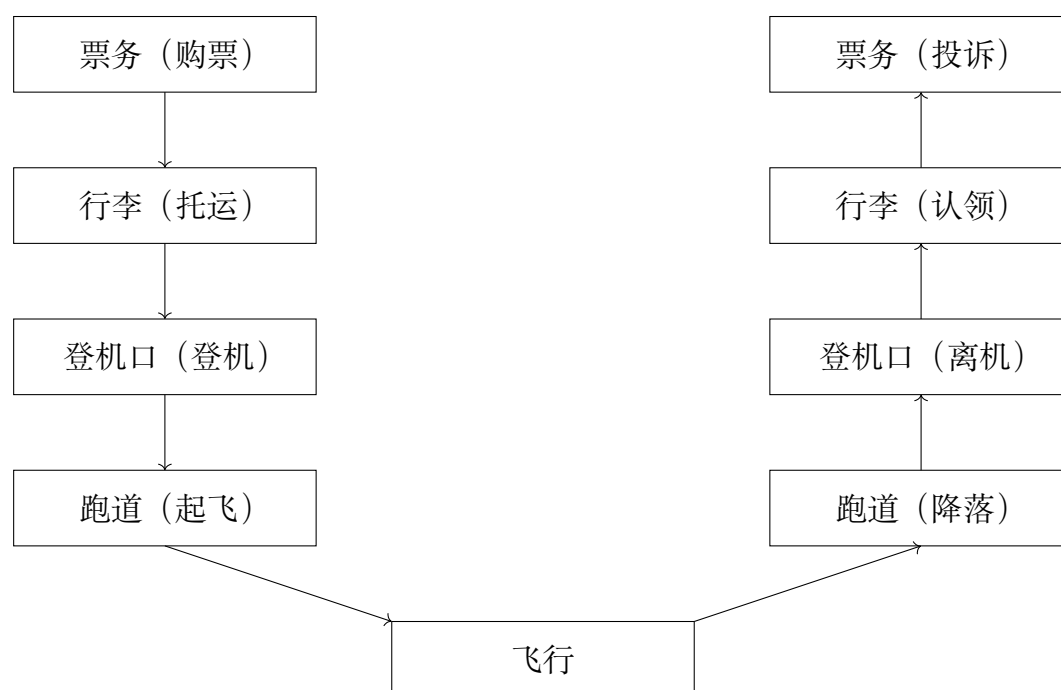 票务（购票）
行李（托运）
登机口（登机）
跑道（起飞）
飞行
跑道（降落）
登机口（离机）
行李（认领）
票务（投诉）